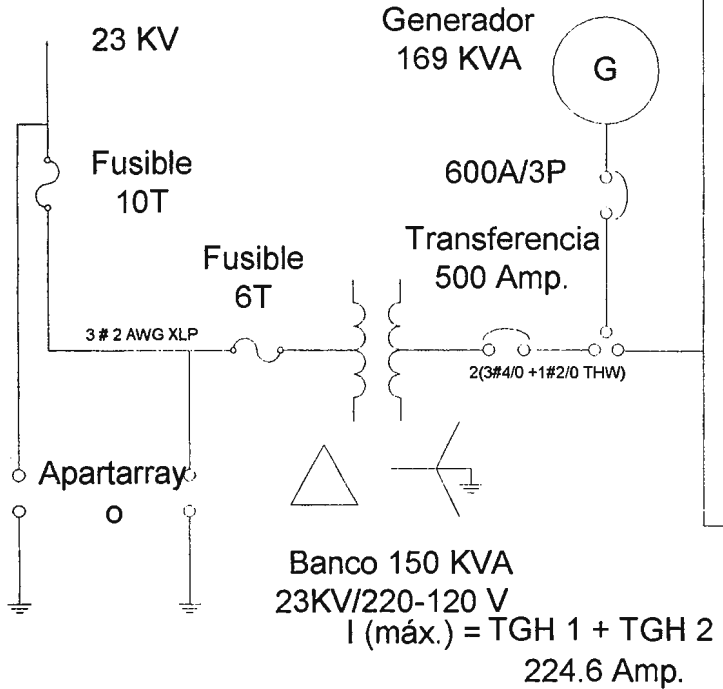 23 KV
Generador
169 KVA
G
Fusible
10T
600A/3P
Transferencia
500 Amp.
Fusible
6T
3 # 2 AWG XLP
2(3#4/0 +1#2/0 THW)
Apartarray
o
Banco 150 KVA
23KV/220-120 V
I (máx.) = TGH 1 + TGH 2
224.6 Amp.